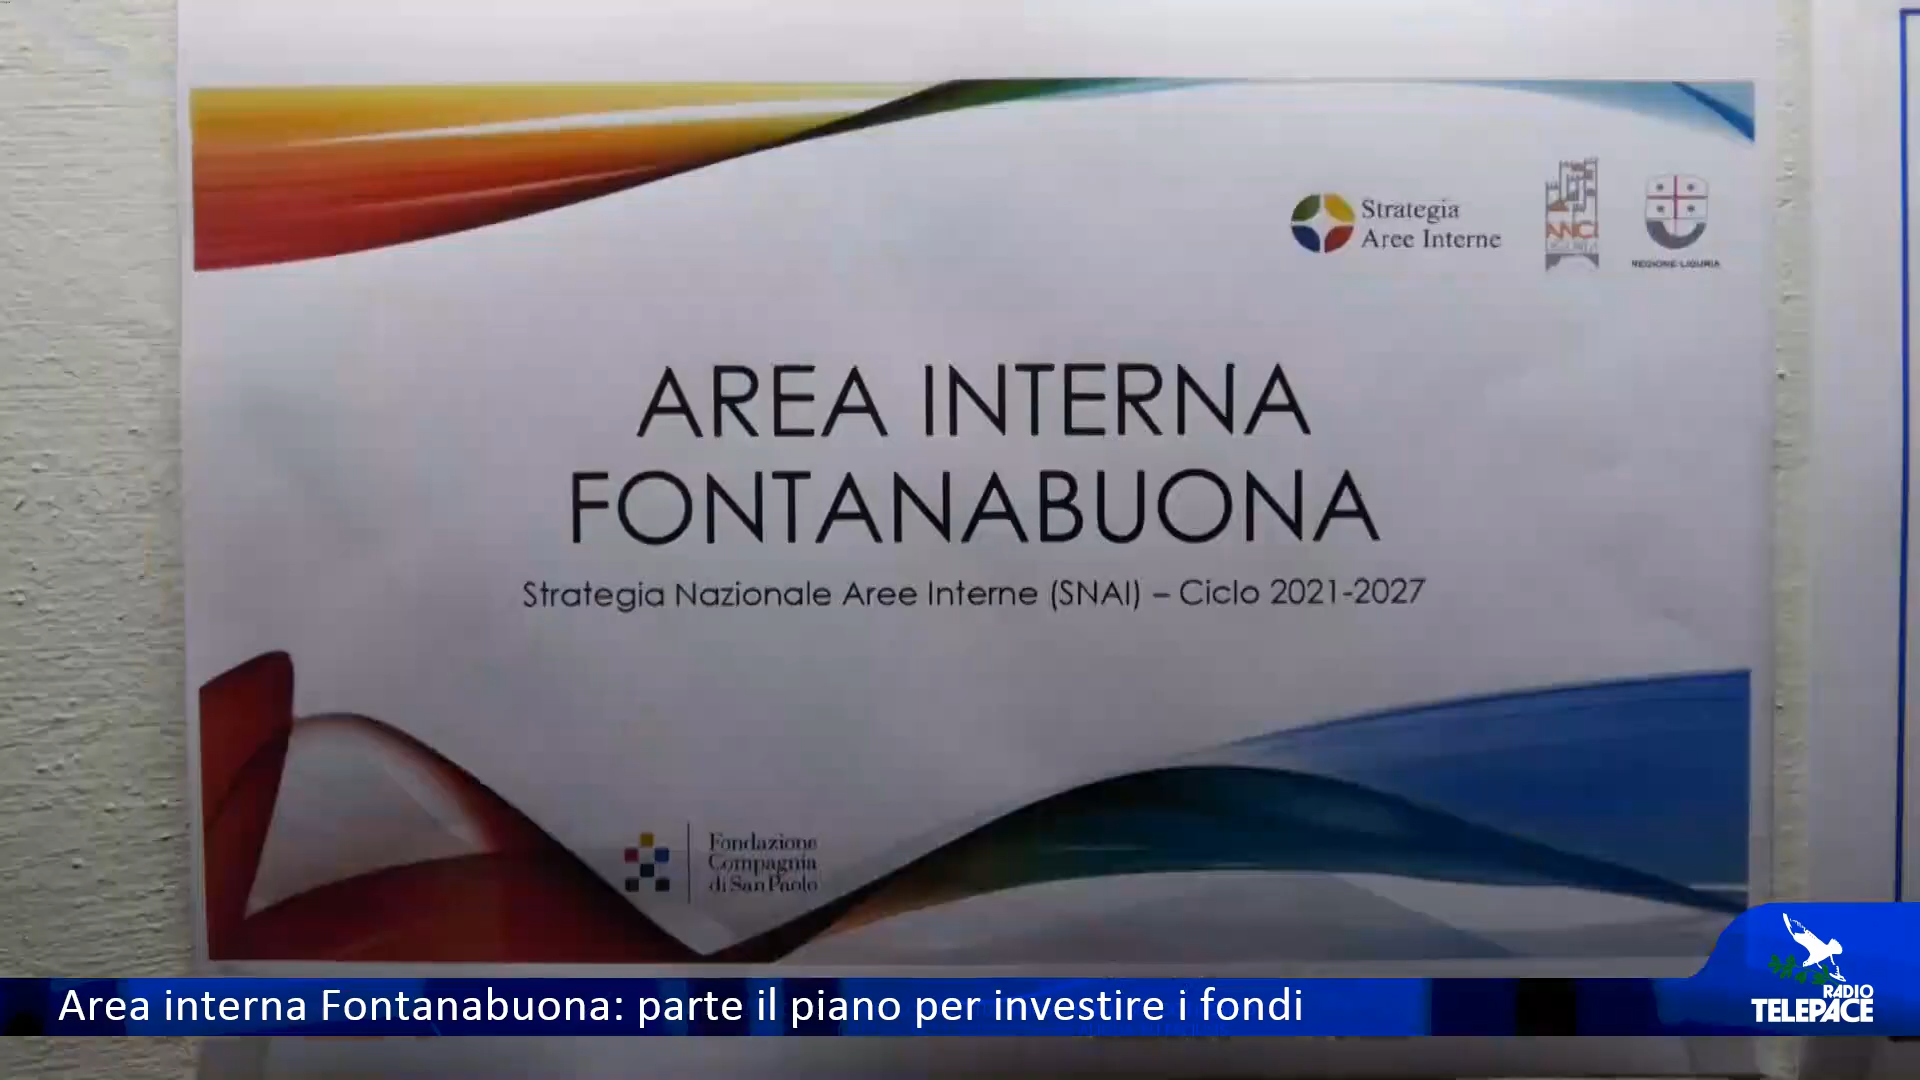 Strategia
Aree Interne
ANCI
LIGURIA
REGIONE LIGURIA
AREA INTERNA
FONTANABUONA
Strategia Nazionale Aree Interne (SNAI) – Ciclo 2021-2027
Fondazione
Compagnia
di San Paolo
Area interna Fontanabuona: parte il piano per investire i fondi
RADIO
TELEPACE